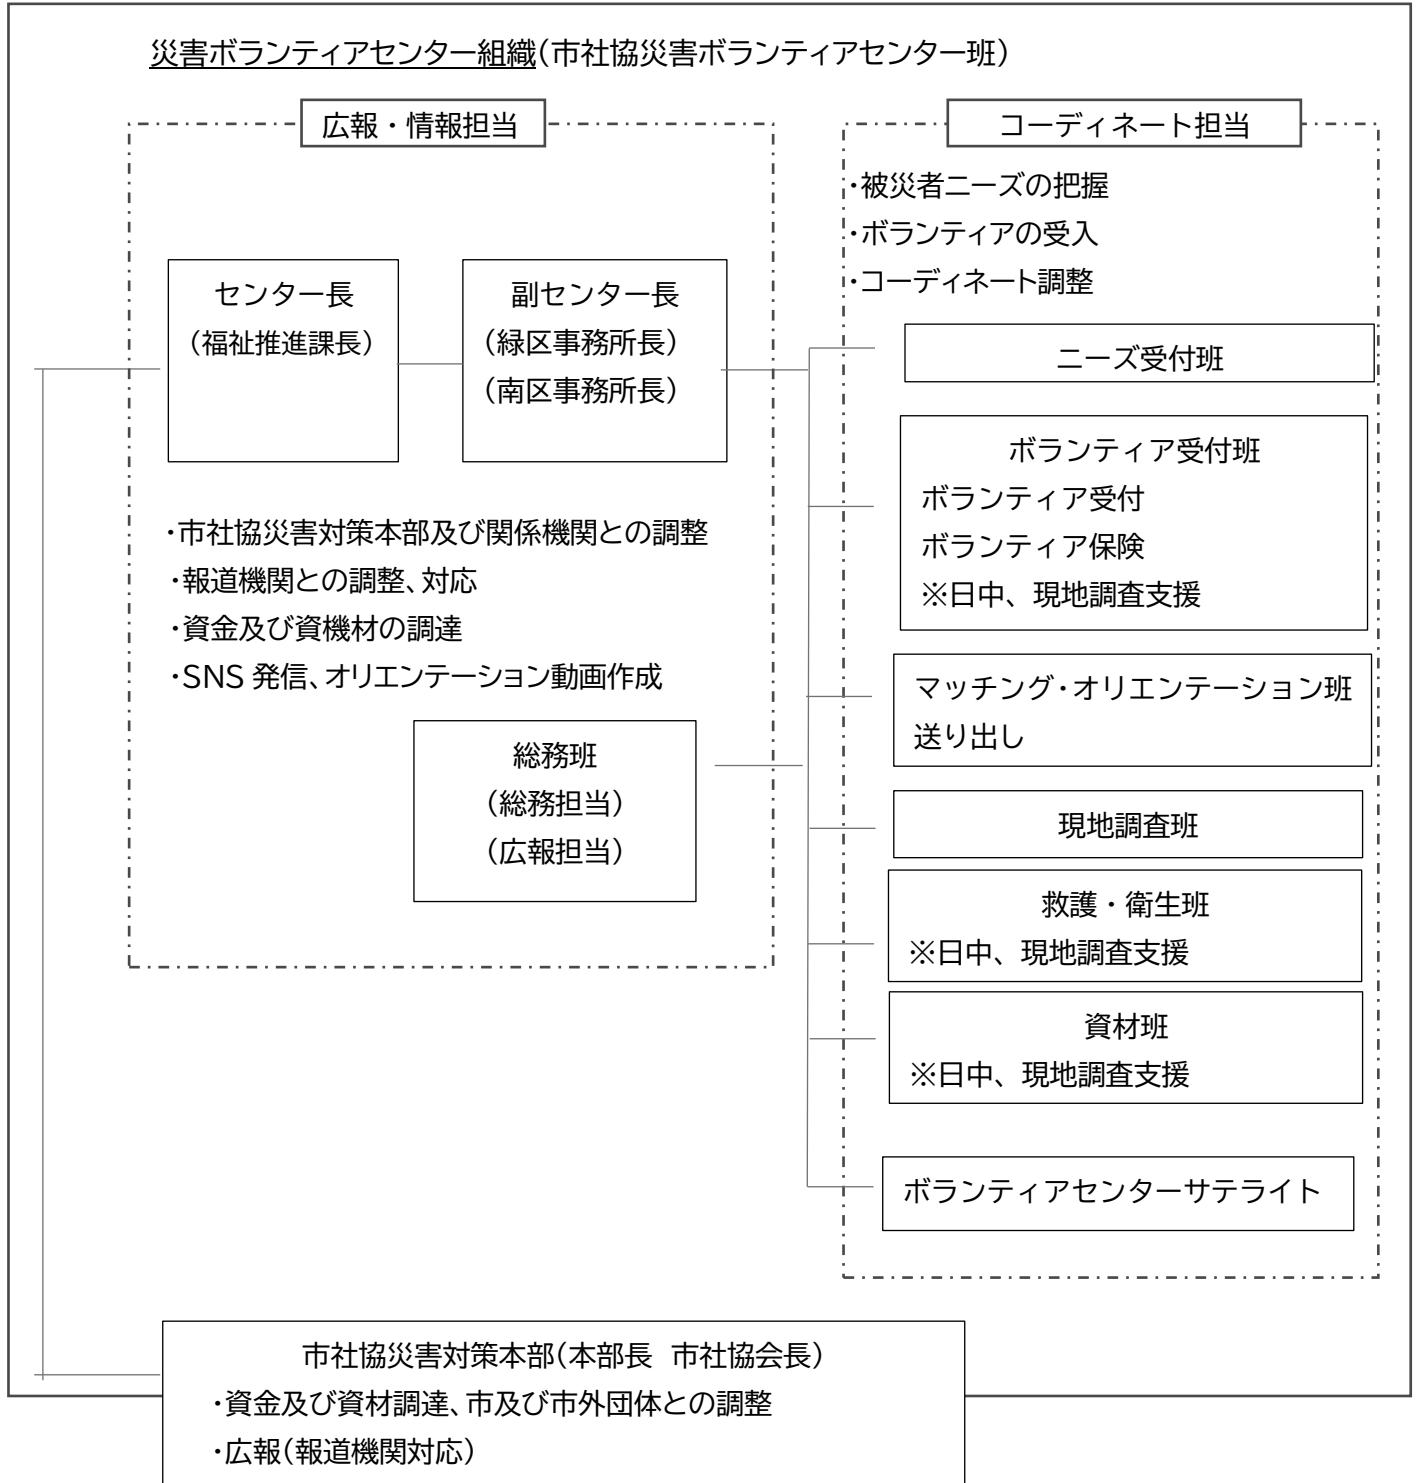 災害ボランティアセンター組織(市社協災害ボランティアセンター班)
広報・情報担当
センター長
(福祉推進課長)
副センター長
(緑区事務所長)
(南区事務所長)
・市社協災害対策本部及び関係機関との調整
・報道機関との調整、対応
・資金及び資機材の調達
・SNS 発信、オリエンテーション動画作成
総務班
(総務担当)
(広報担当)
コーディネート担当
・被災者ニーズの把握
・ボランティアの受入
・コーディネート調整
ニーズ受付班
ボランティア受付班
ボランティア受付
ボランティア保険
※日中、現地調査支援
マッチング・オリエンテーション班
送り出し
現地調査班
救護・衛生班
※日中、現地調査支援
資材班
※日中、現地調査支援
ボランティアセンターサテライト
市社協災害対策本部(本部長 市社協会長)
・資金及び資材調達、市及び市外団体との調整
・広報(報道機関対応)